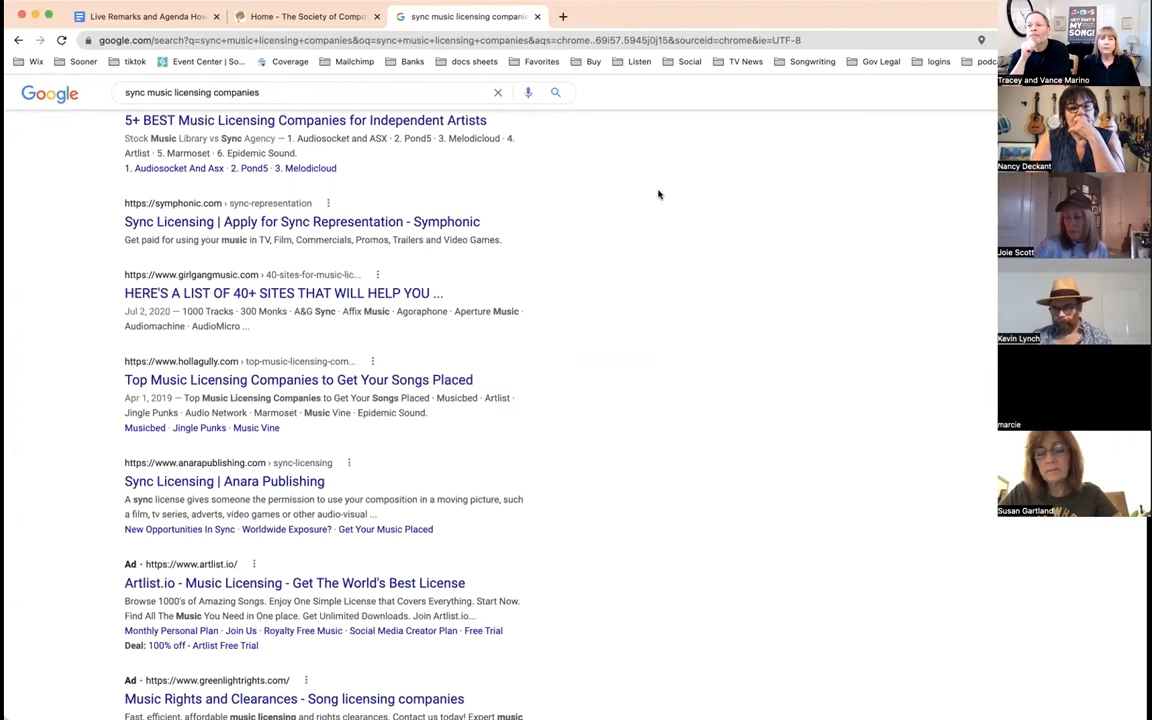 Live Remarks and Agenda How
Home - The Society of Compo
sync music licensing companie
google.com/search?q=sync+music+licensing+companies&oq=sync+music+licensing+companies&aqs=chrome..69i57.5945j0j15&sourceid=chrome&ie=UTF-8
Wix
Sooner
tiktok
Event Center | So...
Coverage
Mailchimp
Banks
docs sheets
Favorites
Buy
Listen
Social
TV News
Songwriting
Gov Legal
logins
podc
Google
sync music licensing companies
5+ BEST Music Licensing Companies for Independent Artists
Stock Music Library vs Sync Agency — 1. Audiosocket and ASX · 2. Pond5 · 3. Melodicloud · 4.
Artlist · 5. Marmoset · 6. Epidemic Sound.
1. Audiosocket And Asx · 2. Pond5 · 3. Melodicloud
https://symphonic.com › sync-representation
Sync Licensing | Apply for Sync Representation - Symphonic
Get paid for using your music in TV, Film, Commercials, Promos, Trailers and Video Games.
https://www.girlgangmusic.com › 40-sites-for-music-lic...
HERE'S A LIST OF 40+ SITES THAT WILL HELP YOU ...
Jul 2, 2020 — 1000 Tracks · 300 Monks · A&G Sync · Affix Music · Agoraphone · Aperture Music ·
Audiomachine · AudioMicro ...
https://www.hollagully.com › top-music-licensing-com...
Top Music Licensing Companies to Get Your Songs Placed
Apr 1, 2019 — Top Music Licensing Companies to Get Your Songs Placed · Musicbed · Artlist ·
Jingle Punks · Audio Network · Marmoset · Music Vine · Epidemic Sound.
Musicbed · Jingle Punks · Music Vine
https://www.anarapublishing.com › sync-licensing
Sync Licensing | Anara Publishing
A sync license gives someone the permission to use your composition in a moving picture, such
a film, tv series, adverts, video games or other audio-visual ...
New Opportunities In Sync · Worldwide Exposure? · Get Your Music Placed
Ad · https://www.artlist.io/
Artlist.io - Music Licensing - Get The World's Best License
Browse 1000's of Amazing Songs. Enjoy One Simple License that Covers Everything. Start Now.
Find All The Music You Need in One place. Get Unlimited Downloads. Join Artlist.io...
Monthly Personal Plan · Join Us · Royalty Free Music · Social Media Creator Plan · Free Trial
Deal: 100% off - Artlist Free Trial
Ad · https://www.greenlightrights.com/
Music Rights and Clearances - Song licensing companies
Fast, efficient, affordable music licensing and rights clearances. Contact us today! Expert music
THAT IS MY
SONG!
Tracey and Vance Marino
Nancy Deckant
Joie Scott
Kevin Lynch
marcie
Susan Gartland